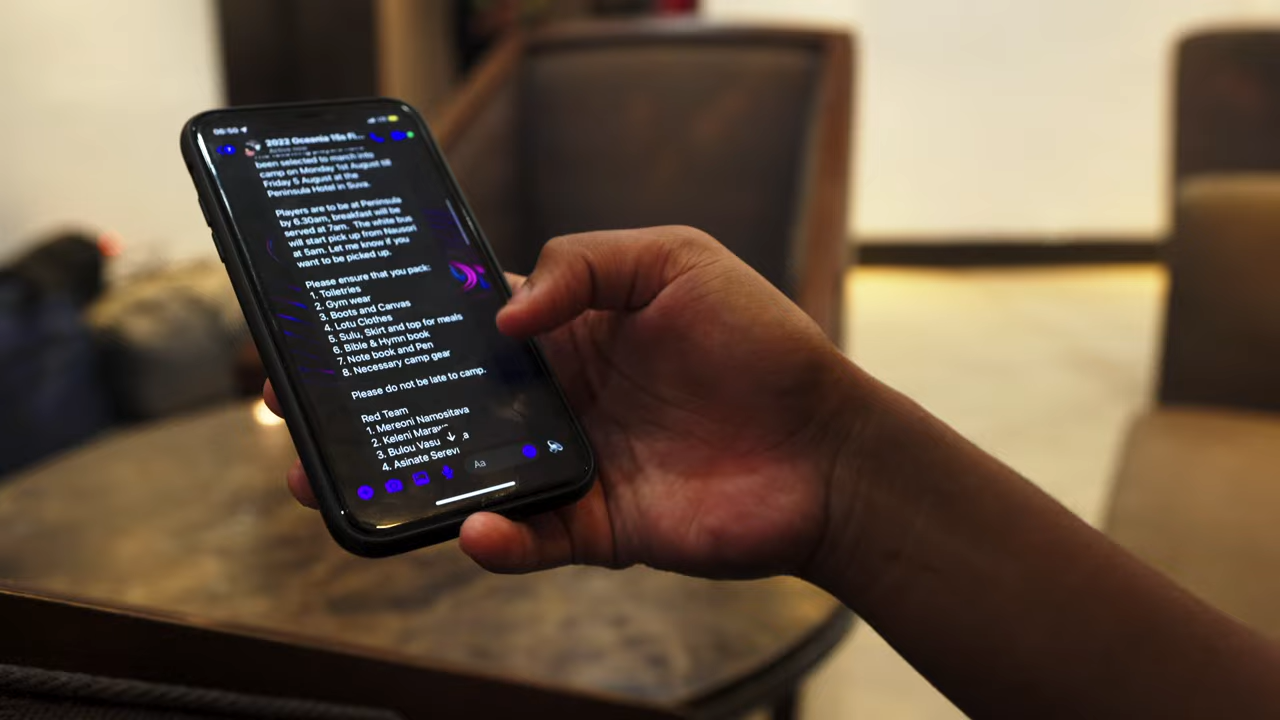 06:50
2022 Oceania 15s Fi...
Active now
been selected to march into
camp on Monday 1st August till
Friday 5 August at the
Peninsula Hotel in Suva.
Players are to be at Peninsula
by 6.30am, breakfast will be
served at 7am. The white bus
will start pick up from Nausori
at 5am. Let me know if you
want to be picked up.
Please ensure that you pack:
1. Toiletries
2. Gym wear
3. Boots and Canvas
4. Lotu Clothes
5. Sulu, Skirt and top for meals
6. Bible & Hymn book
7. Note book and Pen
8. Necessary camp gear
Please do not be late to camp.
Red Team
1. Mereoni Namositava
2. Keleni
3. Bulou Vasu
4. Asinate Serevi
Aa